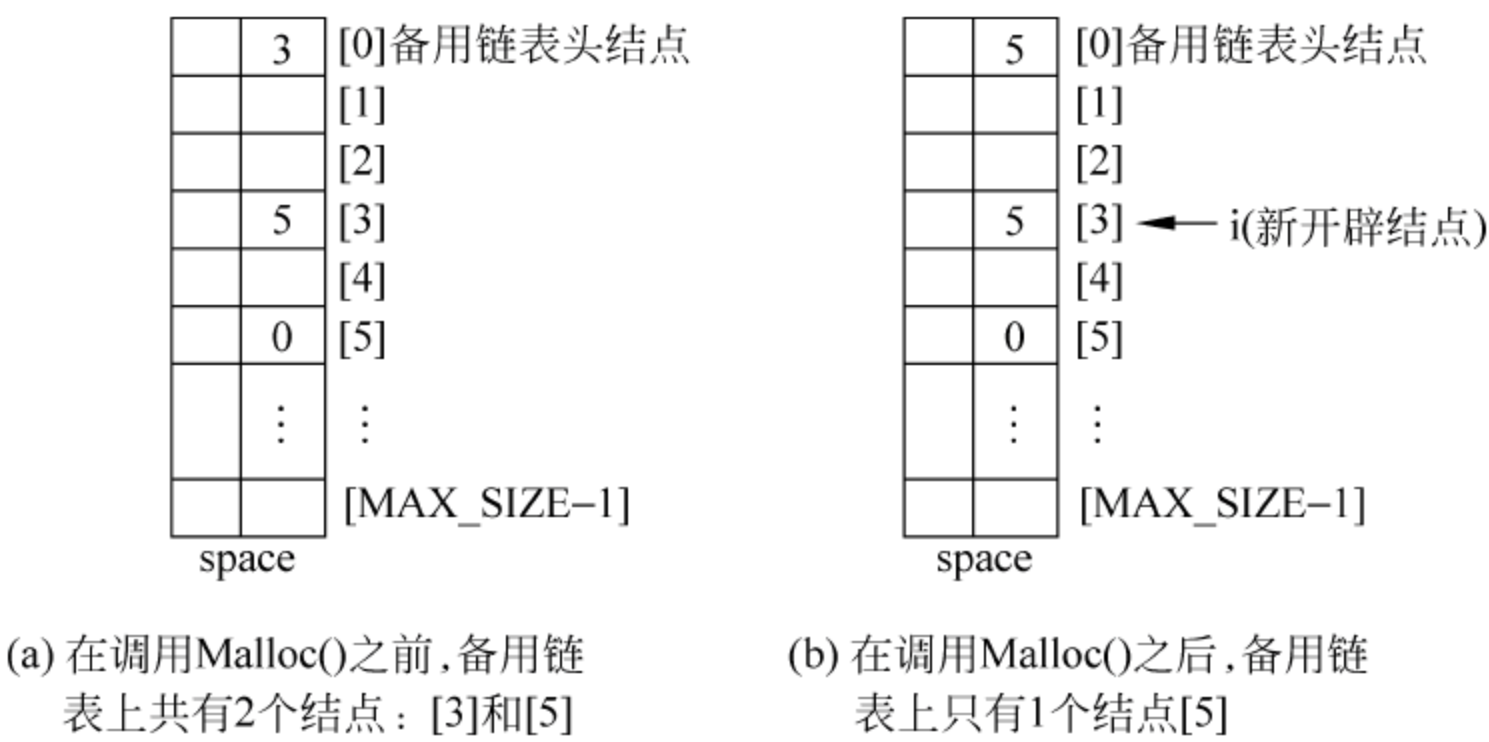 3 [0]备用链表头结点
[1]
[2]
5 [3]
[4]
0 [5]
⋮ ⋮
[MAX_SIZE−1]
space
(a) 在调用Malloc()之前,备用链
表上共有2个结点：[3]和[5]
5 [0]备用链表头结点
[1]
[2]
5 [3] i(新开辟结点)
[4]
0 [5]
⋮ ⋮
[MAX_SIZE−1]
space
(b) 在调用Malloc()之后,备用链
表上只有1个结点[5]